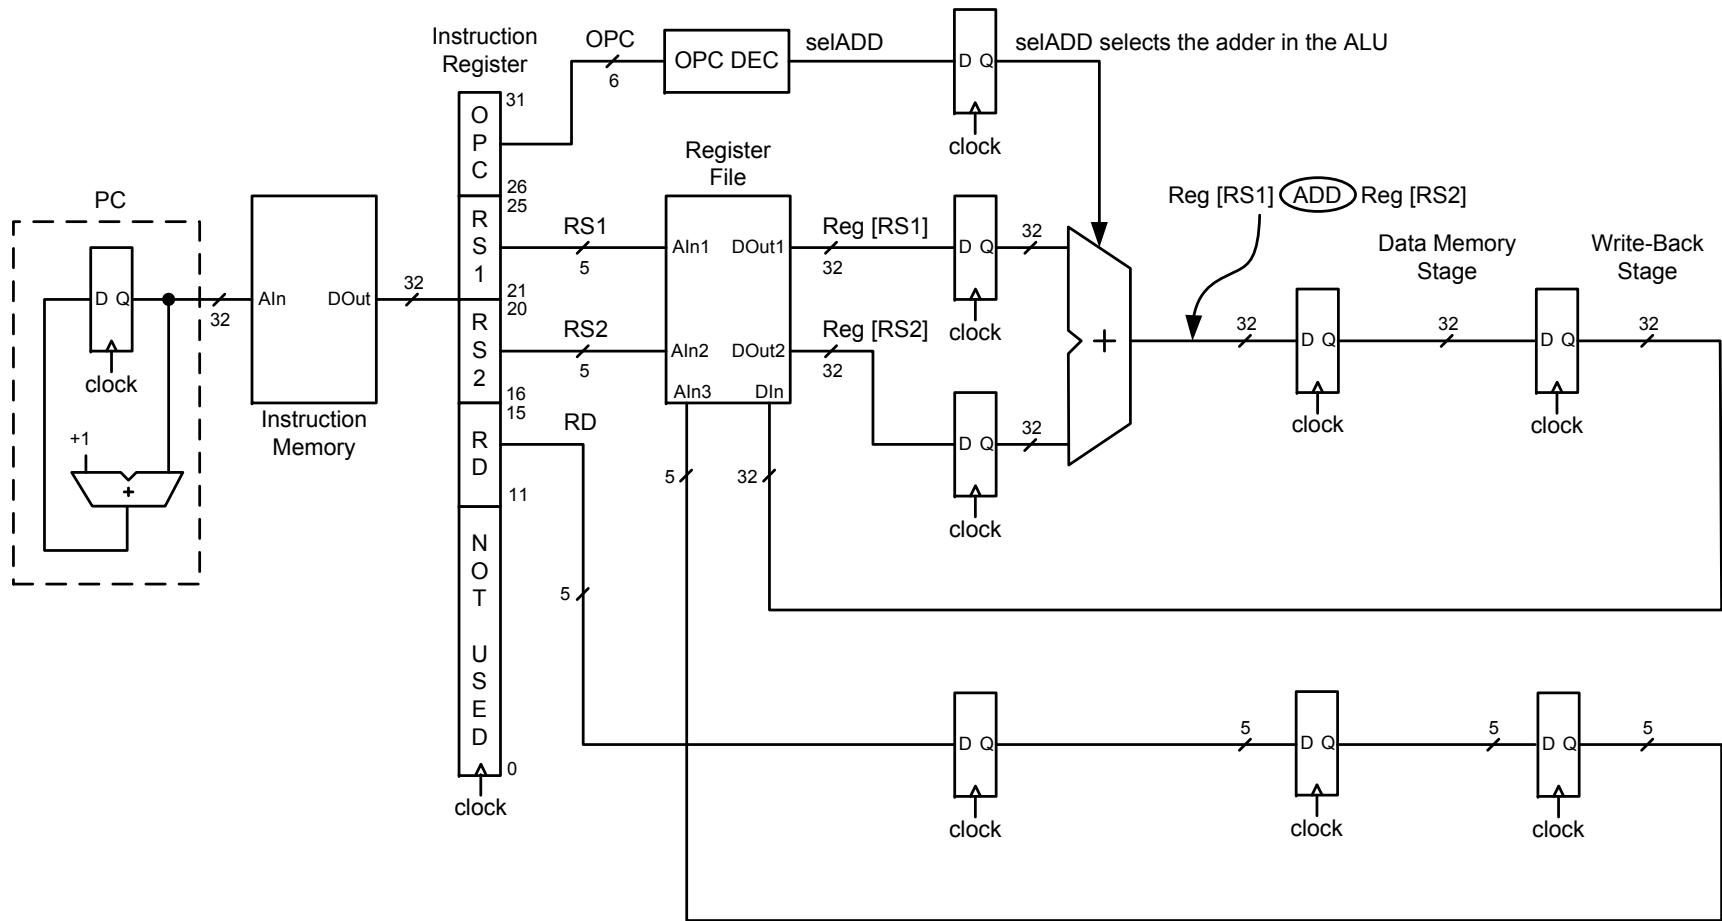 Instruction
Register
OPC
6
OPC DEC
selADD
D Q
clock
selADD selects the adder in the ALU
31
O
P
C
26
25
R
S
1
21
20
R
S
2
16
15
R
D
11
N
O
T
U
S
E
D
0
clock
PC
D Q
clock
+1
+
32
AIn
DOut
Instruction
Memory
32
RS1
5
RS2
5
RD
5
Register
File
AIn1
DOut1
AIn2
DOut2
AIn3
DIn
5
32
Reg [RS1]
32
Reg [RS2]
32
D Q
clock
32
D Q
clock
32
+
Reg [RS1] ADD Reg [RS2]
32
D Q
clock
Data Memory
Stage
32
D Q
clock
Write-Back
Stage
32
D Q
clock
5
D Q
clock
5
D Q
clock
5